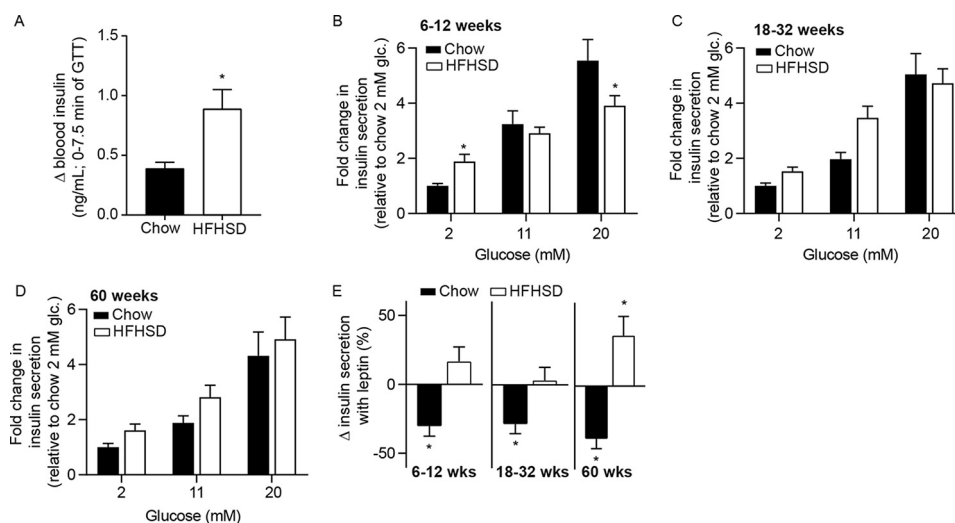 A
Δ bloood insulin
(ng/mL; 0-7.5 min of GTT)
1.5
1.0
0.5
0.0
*
Chow
HFHSD
B
6-12 weeks
Chow
HFHSD
Fold change in
insulin secretion
(relative to chow 2 mM glc.)
6
4
2
0
*
*
2
11
20
Glucose (mM)
C
18-32 weeks
Chow
HFHSD
Fold change in
insulin secretion
(relative to chow 2 mM glc.)
6
4
2
0
2
11
20
Glucose (mM)
D
60 weeks
Chow
HFHSD
Fold change in
insulin secretion
(relative to chow 2 mM glc.)
6
4
2
0
2
11
20
Glucose (mM)
E
Chow
HFHSD
Δ insulin secretion
with leptin (%)
50
0
-50
*
*
*
*
6-12 wks
18-32 wks
60 wks